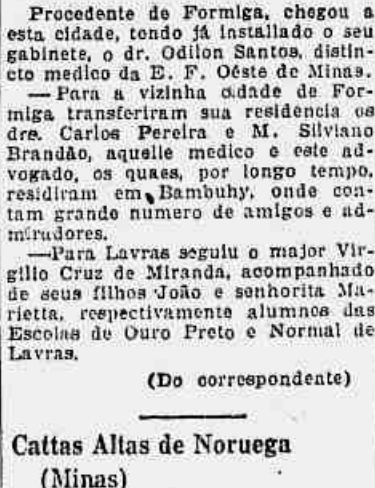 Procedente de Formiga, chegou a
esta cidade, tondo já installado o seu
gabinete, o dr. Odilon Santos, distin-
cto medico da E. F. Oéste de Minas.
—Para a vizinha cidade de For-
miga transferiram sua residencia os
drs. Carlos Pereira e M. Silviano
Brandão, aquelle medico e este ad-
vogado, os quaes, por longo tempo,
residiram em Bambuhy, onde con-
tam grande numero de amigos e ad-
miradores.
—Para Lavras seguiu o major Vir-
gilio Cruz de Miranda, acompanhado
de seus filhos João e senhorita Ma-
rietta, respectivamente alumnos das
Escolas de Ouro Preto e Normal de
Lavras.
(Do correspondente)
Cattas Altas de Noruega
(Minas)